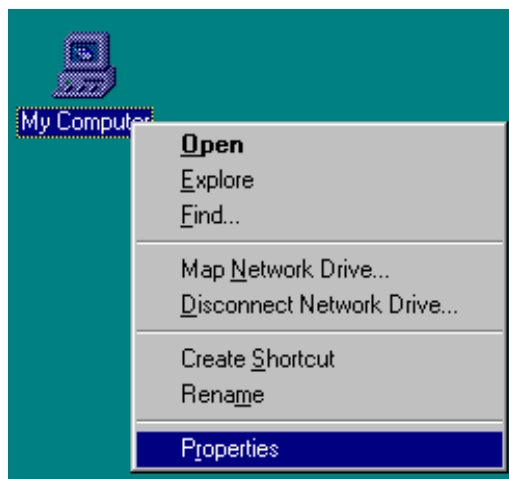 My Computer
Open
Explore
Find...
Map Network Drive...
Disconnect Network Drive...
Create Shortcut
Rename
Properties